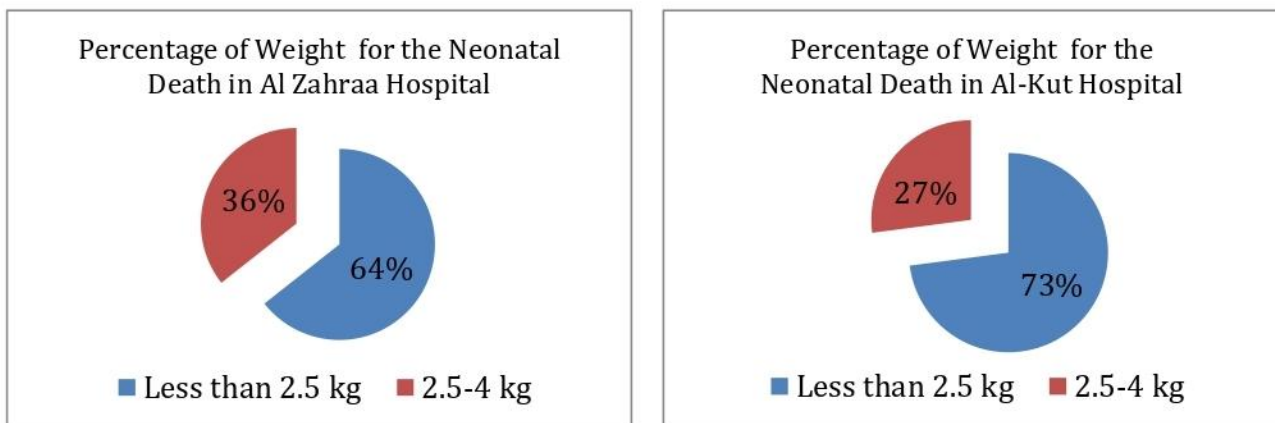 Percentage of Weight for the Neonatal
Death in Al Zahraa Hospital
36%
64%
Less than 2.5 kg
2.5-4 kg
Percentage of Weight for the
Neonatal Death in Al-Kut Hospital
27%
73%
Less than 2.5 kg
2.5-4 kg